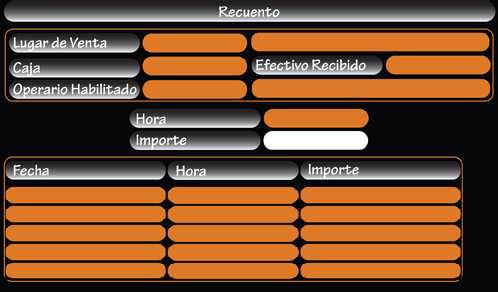 Recuento
Lugar de Venta
Caja
Efectivo Recibido
Operario Habilitado
Hora
Importe
Fecha Hora Importe